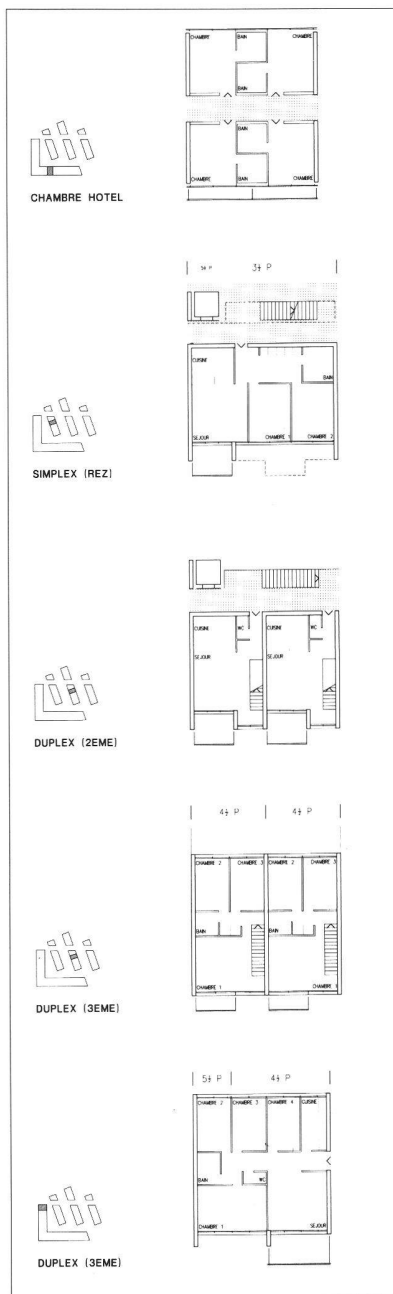 CHAMBRE
BAIN
CHAMBRE
BAIN
BAIN
CHAMBRE
BAIN
CHAMBRE
CHAMBRE HOTEL
3½ P
CUISINE
BAIN
SEJOUR
CHAMBRE 1
CHAMBRE 2
SIMPLEX (REZ)
CUISINE
WC
CUISINE
WC
SEJOUR
SEJOUR
DUPLEX (2EME)
4½ P
4½ P
CHAMBRE 2
CHAMBRE 3
CHAMBRE 2
CHAMBRE 3
BAIN
BAIN
CHAMBRE 1
CHAMBRE 1
DUPLEX (3EME)
5½ P
4½ P
CHAMBRE 2
CHAMBRE 3
CHAMBRE 4
CUISINE
BAIN
WC
CHAMBRE 1
SEJOUR
DUPLEX (3EME)